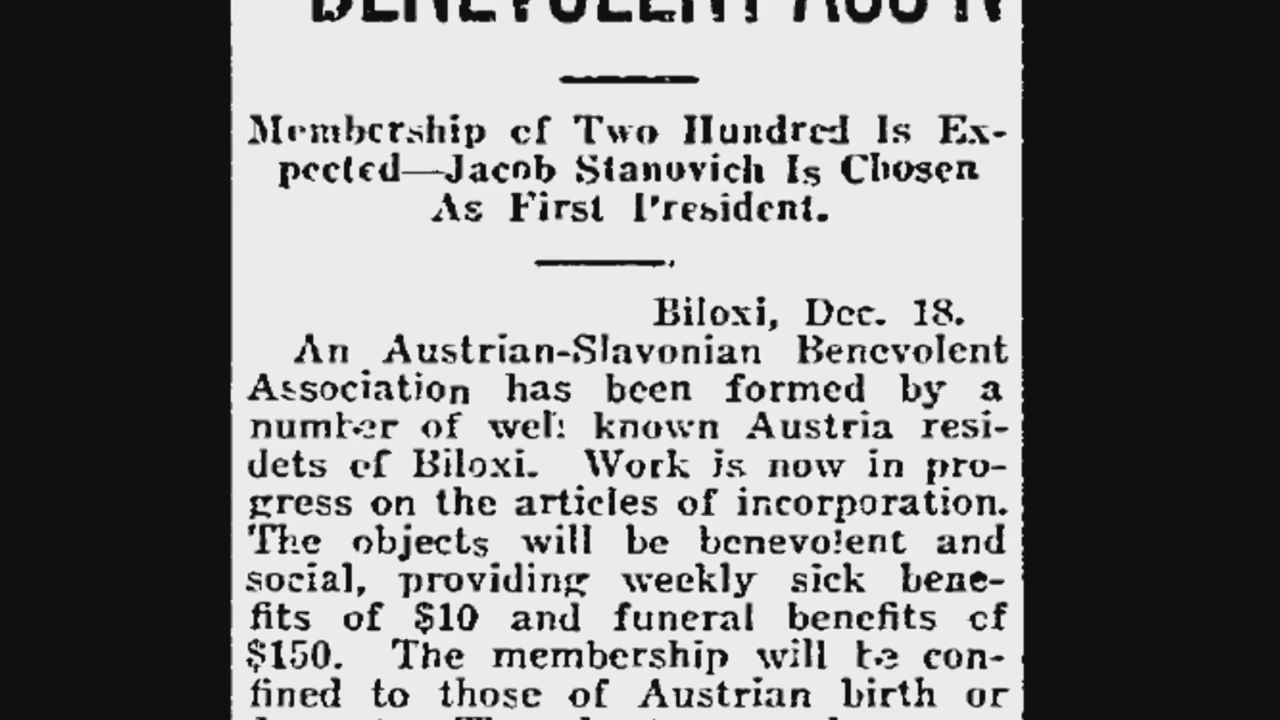 BENEVOLENT ASS'N
Membership of Two Hundred Is Ex-
pected—Jacob Stanovich Is Chosen
As First President.
Biloxi, Dec. 18.
An Austrian-Slavonian Benevolent
Association has been formed by a
number of well known Austria resi-
dets of Biloxi. Work is now in pro-
gress on the articles of incorporation.
The objects will be benevolent and
social, providing weekly sick bene-
fits of $10 and funeral benefits of
$150. The membership will be con-
fined to those of Austrian birth or